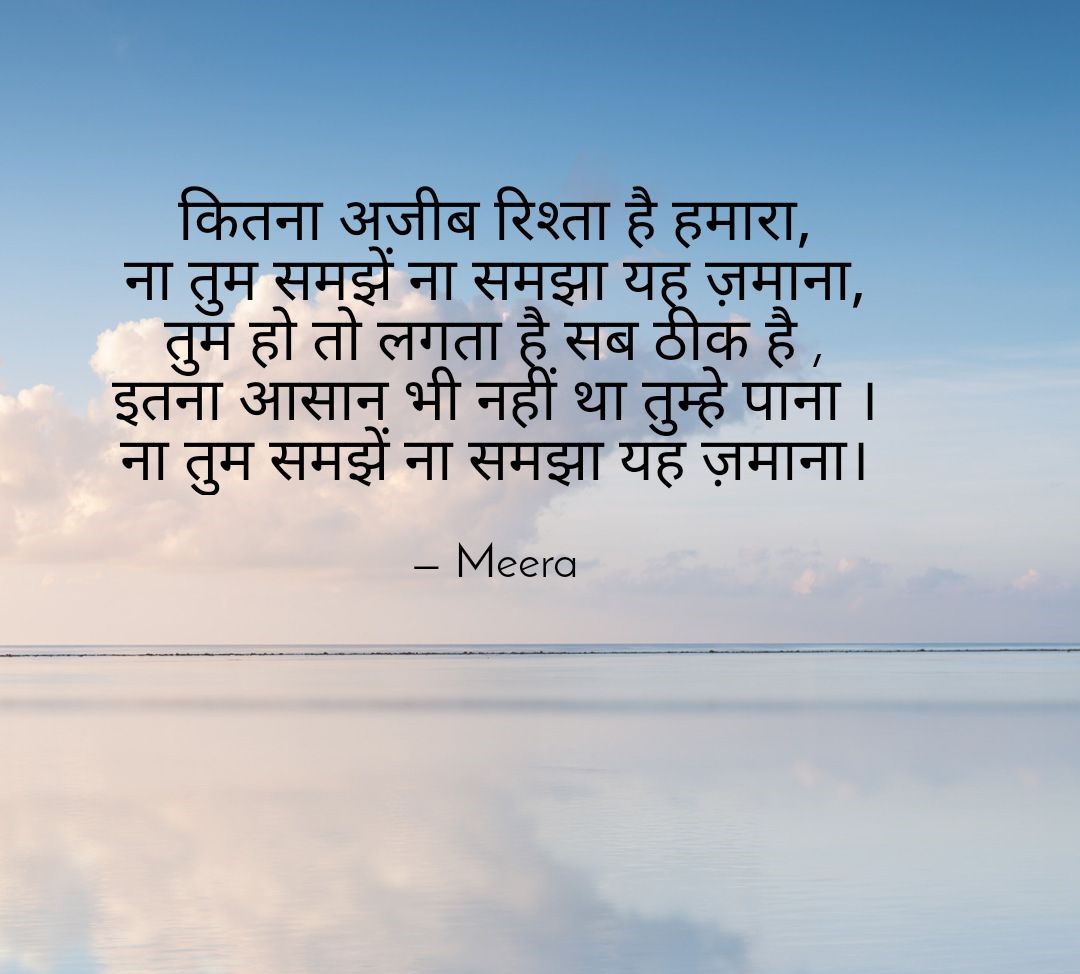 कितना अजीब रिश्ता है हमारा,
ना तुम समझें ना समझा यह ज़माना,
तुम हो तो लगता है सब ठीक है ,
इतना आसान भी नहीं था तुम्हे पाना ।
ना तुम समझें ना समझा यह ज़माना।
– Meera